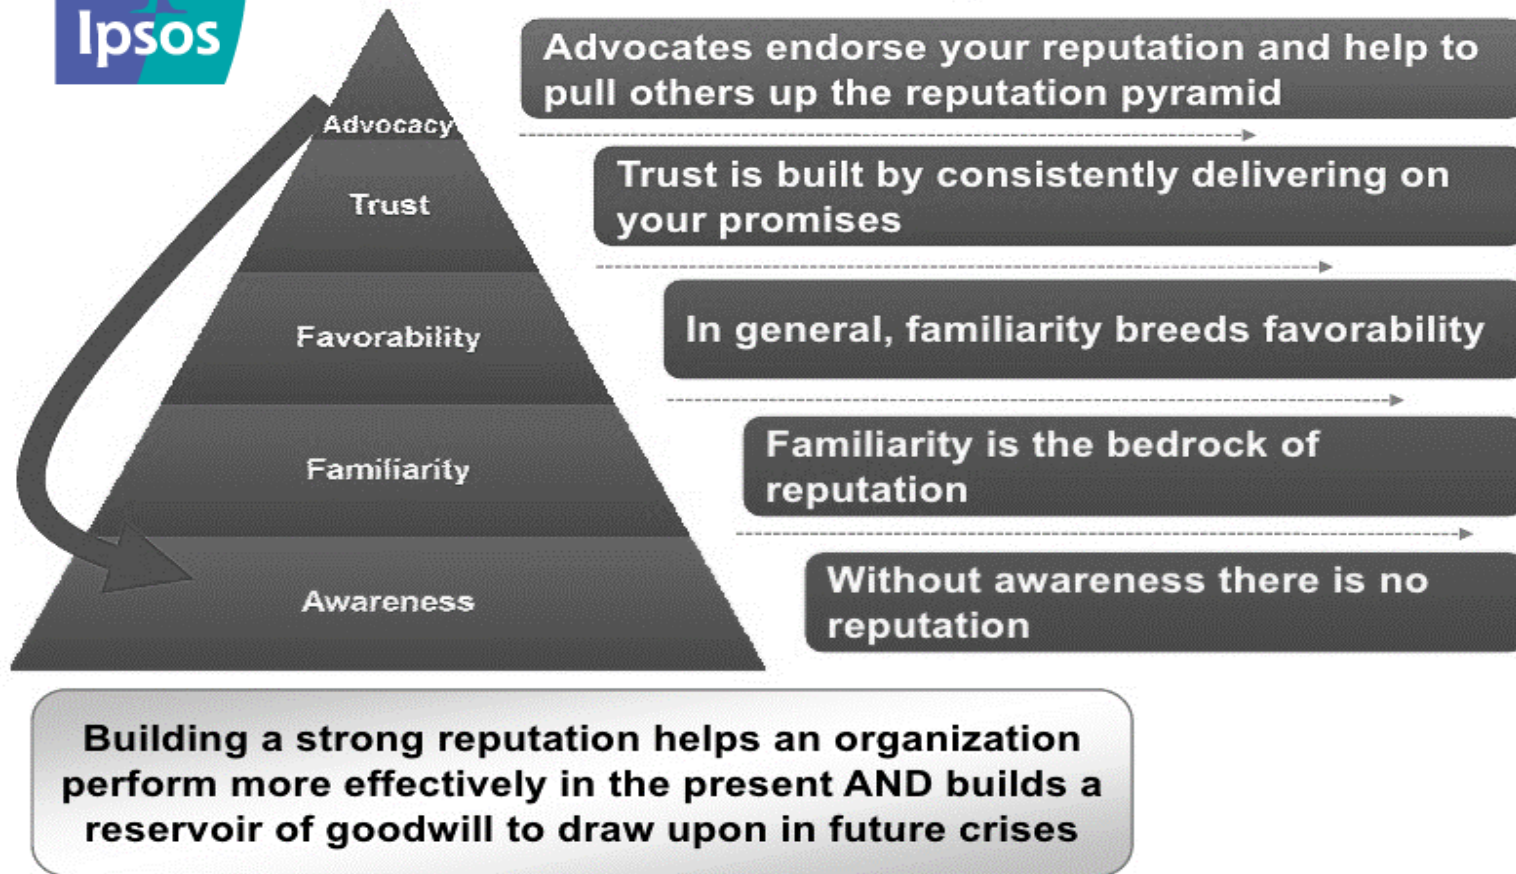 Ipsos
Advocacy
Trust
Favorability
Familiarity
Awareness
Advocates endorse your reputation and help to
pull others up the reputation pyramid
Trust is built by consistently delivering on
your promises
In general, familiarity breeds favorability
Familiarity is the bedrock of
reputation
Without awareness there is no
reputation
Building a strong reputation helps an organization
perform more effectively in the present AND builds a
reservoir of goodwill to draw upon in future crises